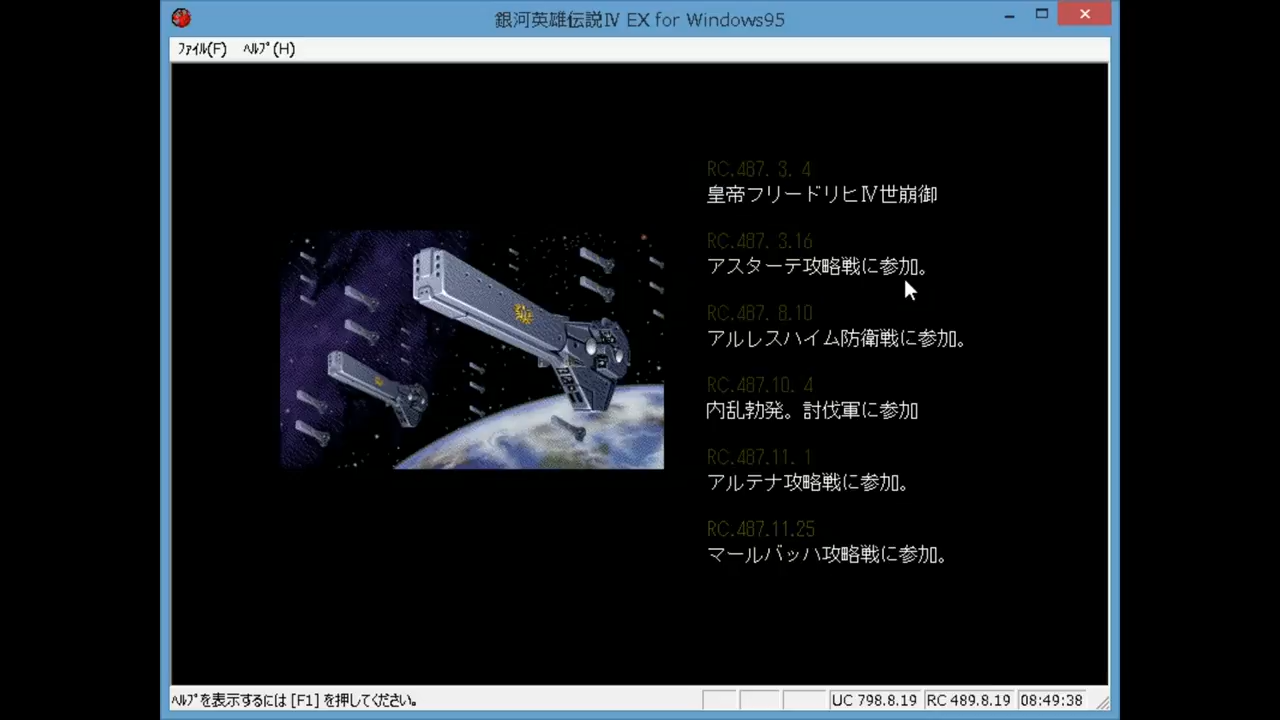 銀河英雄伝説Ⅳ EX for Windows95
ﾌｧｲﾙ(F) ﾍﾙﾌﾟ(H)
RC.487. 3. 4
皇帝フリードリヒⅣ世崩御
RC.487. 3.16
アスターテ攻略戦に参加。
RC.487. 8.10
アルレスハイム防衛戦に参加。
RC.487.10. 4
内乱勃発。討伐軍に参加
RC.487.11. 1
アルテナ攻略戦に参加。
RC.487.11.25
マールバッハ攻略戦に参加。
ﾍﾙﾌﾟを表示するには [F1] を押してください。 UC 798.8.19 RC 489.8.19 08:49:38